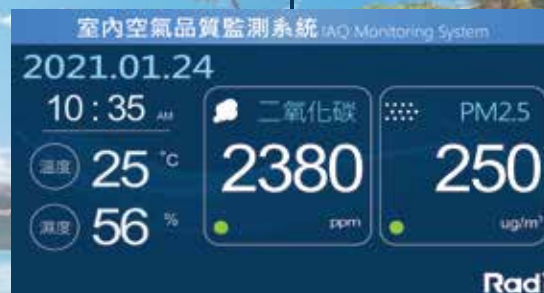 室內空氣品質監測系統 IAQ Monitoring System
2021.01.24
10 : 35 AM
二氧化碳
PM2.5
溫度 25 °C
2380
250
濕度 56 %
ppm
ug/m³
Rad